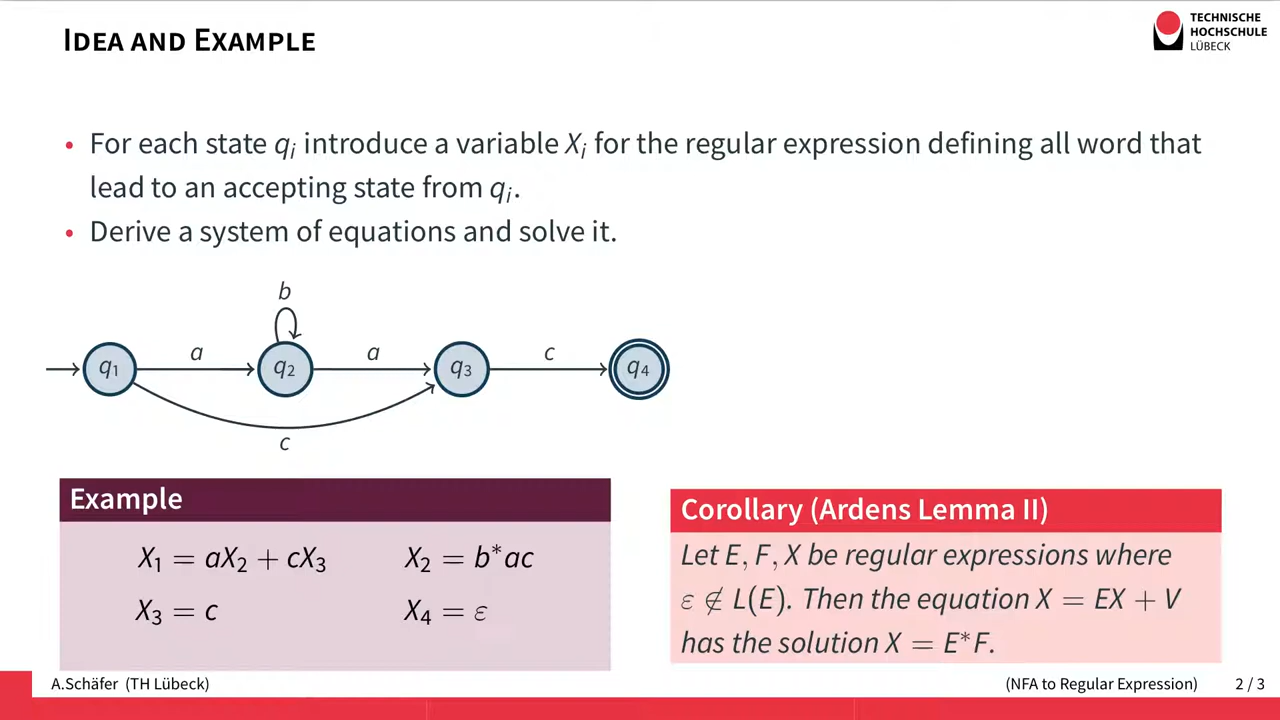 IDEA AND EXAMPLE
TECHNISCHE
HOCHSCHULE
LÜBECK
• For each state qᵢ introduce a variable Xᵢ for the regular expression defining all word that
lead to an accepting state from qᵢ.
• Derive a system of equations and solve it.
b
a
a
c
q₁
q₂
q₃
q₄
c
Example
X₁ = aX₂ + cX₃
X₂ = b*ac
X₃ = c
X₄ = ε
Corollary (Ardens Lemma II)
Let E, F, X be regular expressions where
ε ∉ L(E). Then the equation X = EX + V
has the solution X = E*F.
A.Schäfer (TH Lübeck)
(NFA to Regular Expression)
2 / 3